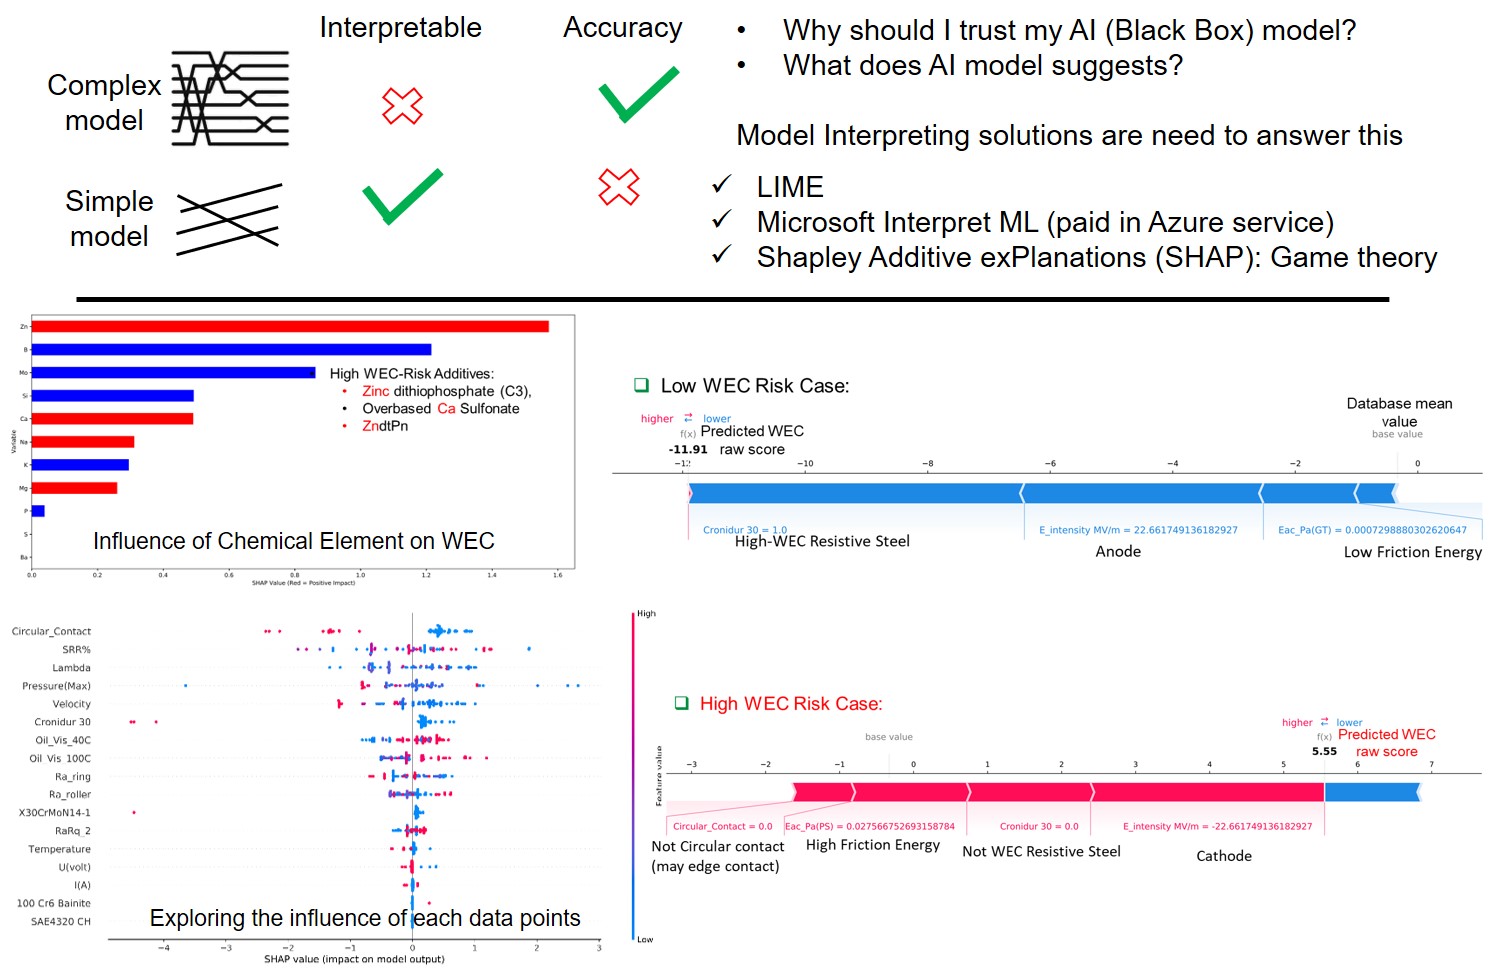 Interpretable
Accuracy
Complex
model
Simple
model
• Why should I trust my AI (Black Box) model?
• What does AI model suggests?
Model Interpreting solutions are need to answer this
✓ LIME
✓ Microsoft Interpret ML (paid in Azure service)
✓ Shapley Additive exPlanations (SHAP): Game theory
Variable
Zn
B
Mo
Si
Ca
Na
K
Mg
P
S
Ba
High WEC-Risk Additives:
• Zinc dithiophosphate (C3),
• Overbased Ca Sulfonate
• ZndtPn
Influence of Chemical Element on WEC
0.0 0.2 0.4 0.6 0.8 1.0 1.2 1.4 1.6
SHAP Value (Red = Positive Impact)
Low WEC Risk Case:
higher ⇄ lower
f(x) Predicted WEC
-11.91 raw score
Database mean
value
base value
−12 −10 −8 −6 −4 −2 0
Cronidur 30 = 1.0
E_intensity MV/m = 22.661749136182927
Eac_Pa(GT) = 0.0007298880302620647
High-WEC Resistive Steel
Anode
Low Friction Energy
Circular_Contact
SRR%
Lambda
Pressure(Max)
Velocity
Cronidur 30
Oil_Vis_40C
Oil_Vis_100C
Ra_ring
Ra_roller
X30CrMoN14-1
RaRq_2
Temperature
U(volt)
I(A)
100 Cr6 Bainite
SAE4320 CH
Exploring the influence of each data points
−4 −3 −2 −1 0 1 2 3
SHAP value (impact on model output)
High
Feature value
Low
High WEC Risk Case:
higher ⇄ lower
base value
f(x) Predicted WEC
5.55 raw score
−3 −2 −1 0 1 2 3 4 5 6 7
Circular_Contact = 0.0
Eac_Pa(PS) = 0.027566752693158784
Cronidur 30 = 0.0
E_intensity MV/m = -22.661749136182927
Not Circular contact
(may edge contact)
High Friction Energy
Not WEC Resistive Steel
Cathode